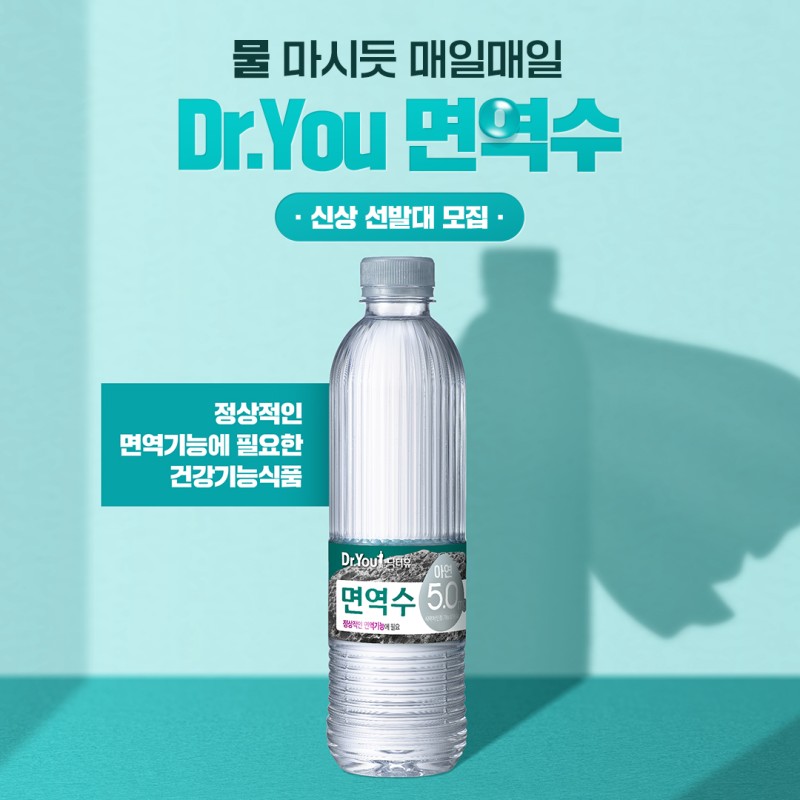 물 마시듯 매일매일
Dr.You 면역수
· 신상 선발대 모집 ·
정상적인
면역기능에 필요한
건강기능식품
Dr.You 닥터유
면역수
아연
5.0
정상적인 면역기능에 필요